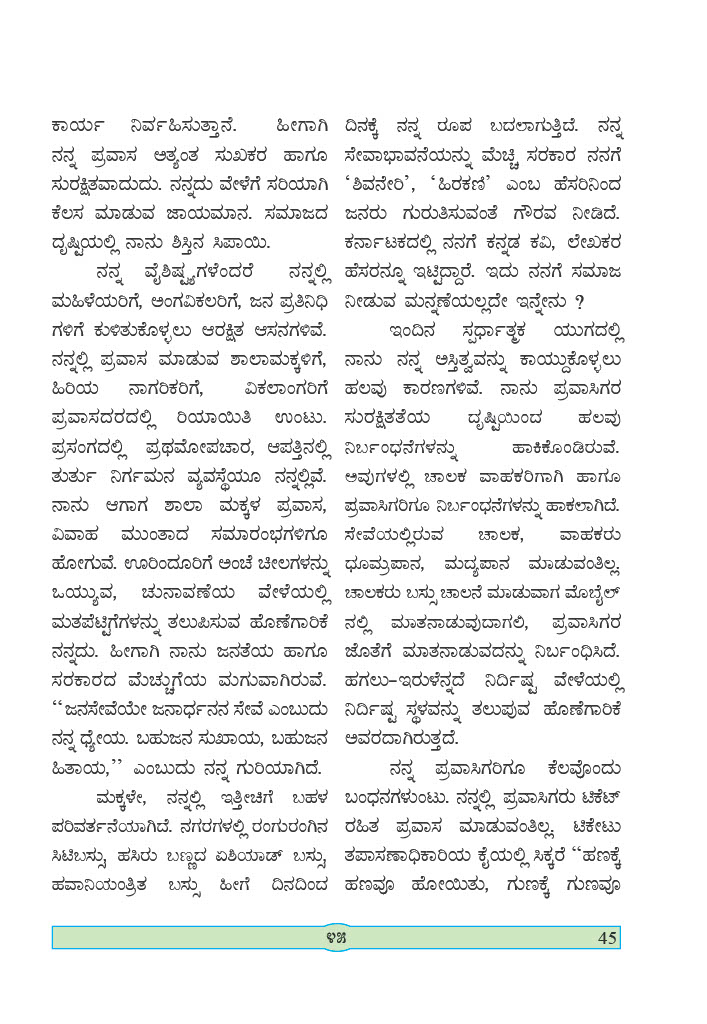 ಕಾರ್ಯ ನಿರ್ವಹಿಸುತ್ತಾನೆ. ಹೀಗಾಗಿ
ನನ್ನ ಪ್ರವಾಸ ಅತ್ಯಂತ ಸುಖಕರ ಹಾಗೂ
ಸುರಕ್ಷಿತವಾದುದು. ನನ್ನದು ವೇಳೆಗೆ ಸರಿಯಾಗಿ
ಕೆಲಸ ಮಾಡುವ ಜಾಯಮಾನ. ಸಮಾಜದ
ದೃಷ್ಟಿಯಲ್ಲಿ ನಾನು ಶಿಸ್ತಿನ ಸಿಪಾಯಿ.
ನನ್ನ ವೈಶಿಷ್ಟ್ಯಗಳೆಂದರೆ ನನ್ನಲ್ಲಿ
ಮಹಿಳೆಯರಿಗೆ, ಅಂಗವಿಕಲರಿಗೆ, ಜನ ಪ್ರತಿನಿಧಿ
ಗಳಿಗೆ ಕುಳಿತುಕೊಳ್ಳಲು ಆರಕ್ಷಿತ ಆಸನಗಳಿವೆ.
ನನ್ನಲ್ಲಿ ಪ್ರವಾಸ ಮಾಡುವ ಶಾಲಾಮಕ್ಕಳಿಗೆ,
ಹಿರಿಯ ನಾಗರಿಕರಿಗೆ, ವಿಕಲಾಂಗರಿಗೆ
ಪ್ರವಾಸದರದಲ್ಲಿ ರಿಯಾಯಿತಿ ಉಂಟು.
ಪ್ರಸಂಗದಲ್ಲಿ ಪ್ರಥಮೋಪಚಾರ, ಆಪತ್ತಿನಲ್ಲಿ
ತುರ್ತು ನಿರ್ಗಮನ ವ್ಯವಸ್ಥೆಯೂ ನನ್ನಲ್ಲಿವೆ.
ನಾನು ಆಗಾಗ ಶಾಲಾ ಮಕ್ಕಳ ಪ್ರವಾಸ,
ವಿವಾಹ ಮುಂತಾದ ಸಮಾರಂಭಗಳಿಗೂ
ಹೋಗುವೆ. ಊರಿಂದೂರಿಗೆ ಅಂಚೆ ಚೀಲಗಳನ್ನು
ಒಯ್ಯುವ, ಚುನಾವಣೆಯ ವೇಳೆಯಲ್ಲಿ
ಮತಪೆಟ್ಟಿಗೆಗಳನ್ನು ತಲುಪಿಸುವ ಹೊಣೆಗಾರಿಕೆ
ನನ್ನದು. ಹೀಗಾಗಿ ನಾನು ಜನತೆಯ ಹಾಗೂ
ಸರಕಾರದ ಮೆಚ್ಚುಗೆಯ ಮಗುವಾಗಿರುವೆ.
‘‘ಜನಸೇವೆಯೇ ಜನಾರ್ಧನನ ಸೇವೆ ಎಂಬುದು
ನನ್ನ ಧ್ಯೇಯ. ಬಹುಜನ ಸುಖಾಯ, ಬಹುಜನ
ಹಿತಾಯ,’’ ಎಂಬುದು ನನ್ನ ಗುರಿಯಾಗಿದೆ.
ಮಕ್ಕಳೇ, ನನ್ನಲ್ಲಿ ಇತ್ತೀಚಿಗೆ ಬಹಳ
ಪರಿವರ್ತನೆಯಾಗಿದೆ. ನಗರಗಳಲ್ಲಿ ರಂಗುರಂಗಿನ
ಸಿಟಿಬಸ್ಸು, ಹಸಿರು ಬಣ್ಣದ ಏಶಿಯಾಡ್ ಬಸ್ಸು,
ಹವಾನಿಯಂತ್ರಿತ ಬಸ್ಸು ಹೀಗೆ ದಿನದಿಂದ
ದಿನಕ್ಕೆ ನನ್ನ ರೂಪ ಬದಲಾಗುತ್ತಿದೆ. ನನ್ನ
ಸೇವಾಭಾವನೆಯನ್ನು ಮೆಚ್ಚಿ ಸರಕಾರ ನನಗೆ
‘ಶಿವನೇರಿ’, ‘ಹಿರಕಣಿ’ ಎಂಬ ಹೆಸರಿನಿಂದ
ಜನರು ಗುರುತಿಸುವಂತೆ ಗೌರವ ನೀಡಿದೆ.
ಕರ್ನಾಟಕದಲ್ಲಿ ನನಗೆ ಕನ್ನಡ ಕವಿ, ಲೇಖಕರ
ಹೆಸರನ್ನೂ ಇಟ್ಟಿದ್ದಾರೆ. ಇದು ನನಗೆ ಸಮಾಜ
ನೀಡುವ ಮನ್ನಣೆಯಲ್ಲದೇ ಇನ್ನೇನು ?
ಇಂದಿನ ಸ್ಪರ್ಧಾತ್ಮಕ ಯುಗದಲ್ಲಿ
ನಾನು ನನ್ನ ಅಸ್ತಿತ್ವವನ್ನು ಕಾಯ್ದುಕೊಳ್ಳಲು
ಹಲವು ಕಾರಣಗಳಿವೆ. ನಾನು ಪ್ರವಾಸಿಗರ
ಸುರಕ್ಷಿತತೆಯ ದೃಷ್ಟಿಯಿಂದ ಹಲವು
ನಿರ್ಬಂಧನೆಗಳನ್ನು ಹಾಕಿಕೊಂಡಿರುವೆ.
ಅವುಗಳಲ್ಲಿ ಚಾಲಕ ವಾಹಕರಿಗಾಗಿ ಹಾಗೂ
ಪ್ರವಾಸಿಗರಿಗೂ ನಿರ್ಬಂಧನೆಗಳನ್ನು ಹಾಕಲಾಗಿದೆ.
ಸೇವೆಯಲ್ಲಿರುವ ಚಾಲಕ, ವಾಹಕರು
ಧೂಮ್ರಪಾನ, ಮದ್ಯಪಾನ ಮಾಡುವಂತಿಲ್ಲ.
ಚಾಲಕರು ಬಸ್ಸು ಚಾಲನೆ ಮಾಡುವಾಗ ಮೊಬೈಲ್
ನಲ್ಲಿ ಮಾತನಾಡುವುದಾಗಲಿ, ಪ್ರವಾಸಿಗರ
ಜೊತೆಗೆ ಮಾತನಾಡುವದನ್ನು ನಿರ್ಬಂಧಿಸಿದೆ.
ಹಗಲು-ಇರುಳೆನ್ನದೆ ನಿರ್ದಿಷ್ಟ ವೇಳೆಯಲ್ಲಿ
ನಿರ್ದಿಷ್ಟ ಸ್ಥಳವನ್ನು ತಲುಪುವ ಹೊಣೆಗಾರಿಕೆ
ಅವರದಾಗಿರುತ್ತದೆ.
ನನ್ನ ಪ್ರವಾಸಿಗರಿಗೂ ಕೆಲವೊಂದು
ಬಂಧನಗಳುಂಟು. ನನ್ನಲ್ಲಿ ಪ್ರವಾಸಿಗರು ಟಿಕೆಟ್
ರಹಿತ ಪ್ರವಾಸ ಮಾಡುವಂತಿಲ್ಲ. ಟಿಕೇಟು
ತಪಾಸಣಾಧಿಕಾರಿಯ ಕೈಯಲ್ಲಿ ಸಿಕ್ಕರೆ ‘‘ಹಣಕ್ಕೆ
ಹಣವೂ ಹೋಯಿತು, ಗುಣಕ್ಕೆ ಗುಣವೂ
೪೫
45